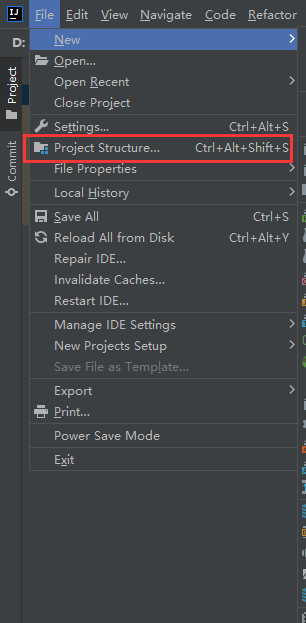 IJ File Edit View Navigate Code Refactor
D:
Project
Commit
New
Open...
Open Recent
Close Project
Settings... Ctrl+Alt+S
Project Structure... Ctrl+Alt+Shift+S
File Properties
Local History
Save All Ctrl+S
Reload All from Disk Ctrl+Alt+Y
Repair IDE...
Invalidate Caches...
Restart IDE...
Manage IDE Settings
New Projects Setup
Save File as Template...
Export
Print...
Power Save Mode
Exit